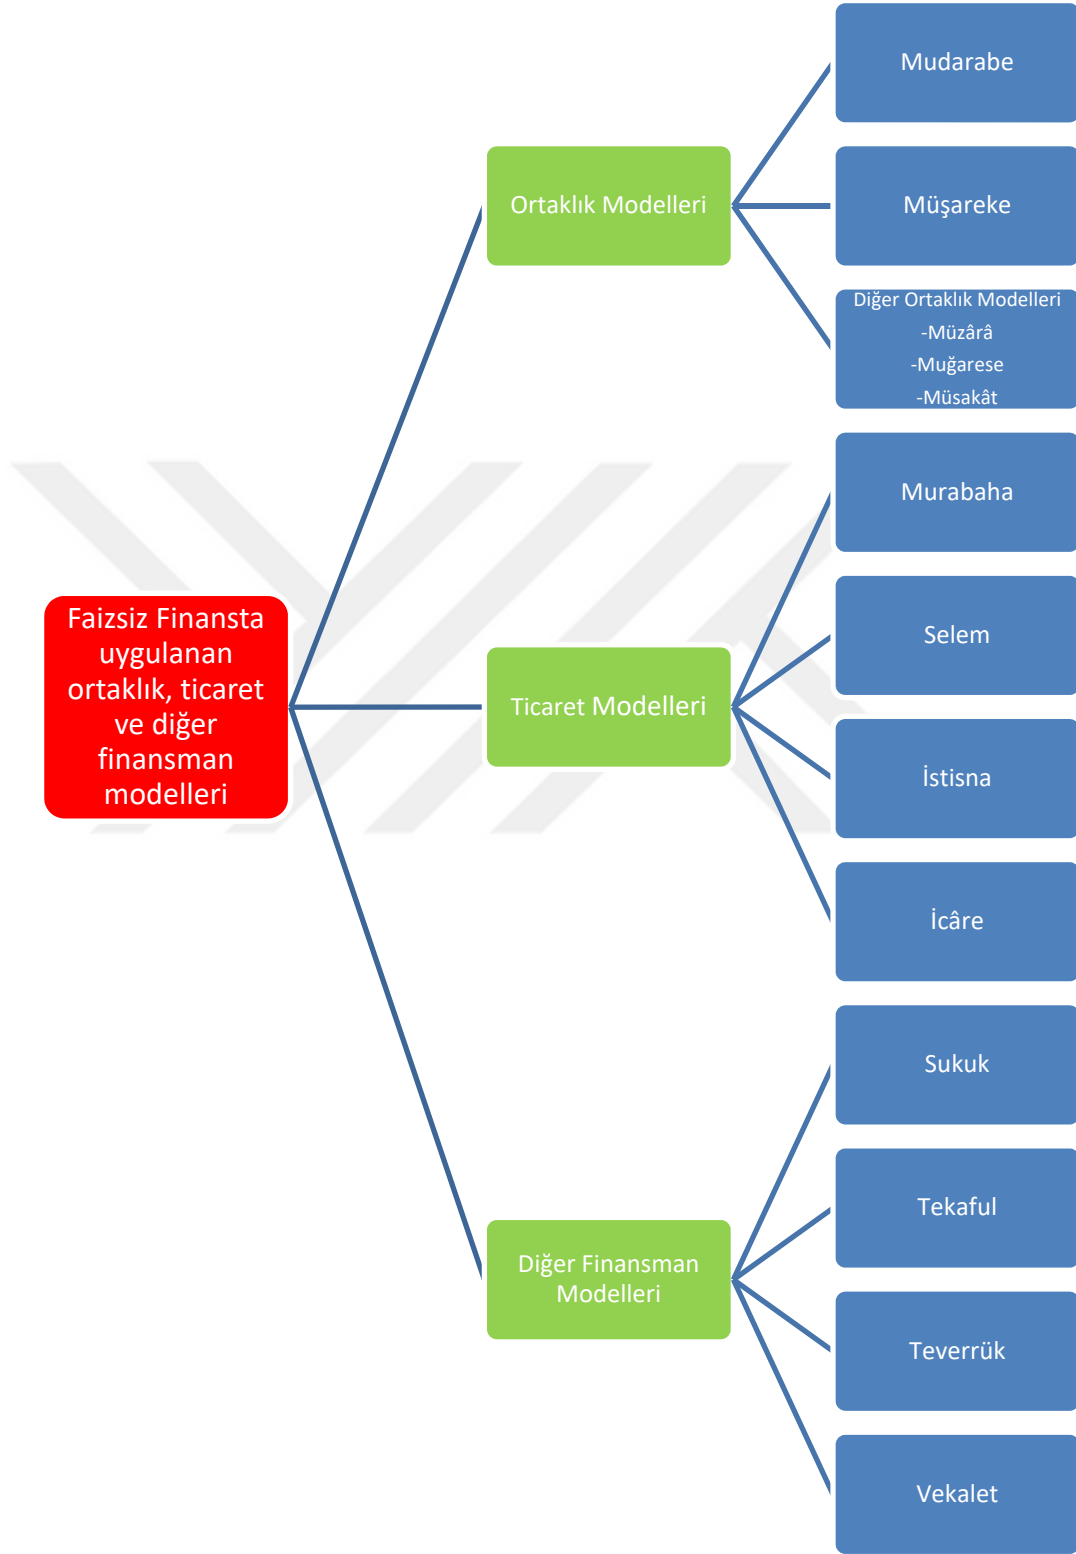 Faizsiz Finansta
uygulanan
ortaklık, ticaret
ve diğer
finansman
modelleri
Ortaklık Modelleri
Mudarabe
Müşareke
Diğer Ortaklık Modelleri
-Müzârâ
-Muğarese
-Müsakât
Ticaret Modelleri
Murabaha
Selem
İstisna
İcâre
Diğer Finansman
Modelleri
Sukuk
Tekaful
Teverrük
Vekalet